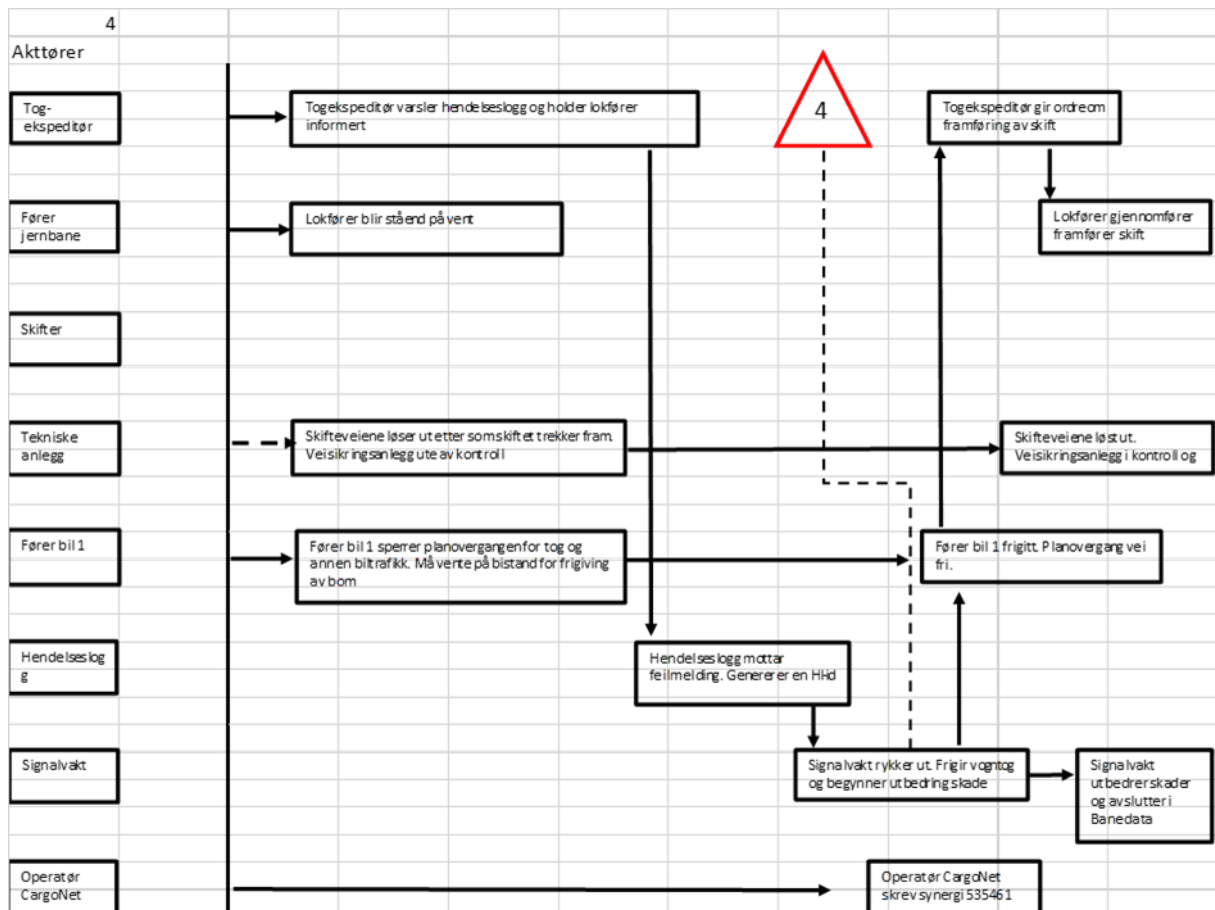 4
Akttører
Tog-
ekspeditør
Togekspeditør varsler hendelseslogg og holder lokfører
informert
4
Togekspeditør gir ordre om
framføring av skift
Fører
jernbane
Lokfører blir ståend på vent
Lokfører gjennomfører
framfører skift
Skifter
Tekniske
anlegg
Skifteveiene løser ut etter som skiftet trekker fram.
Veisikringsanlegg ute av kontroll
Skifteveiene løst ut.
Veisikringsanlegg i kontroll og
Fører bil 1
Fører bil 1 sperrer planovergangen for tog og
annen biltrafikk. Må vente på bistand for frigiving
av bom
Fører bil 1 frigitt. Planovergang vei
fri.
Hendelseslog
g
Hendelseslogg mottar
feilmelding. Genererer en HHd
Signalvakt
Signalvakt rykker ut. Frigir vogntog
og begynner utbedring skade
Signalvakt
utbedrer skader
og avslutter i
Banedata
Operatør
CargoNet
Operatør CargoNet
skrev synergi 535461